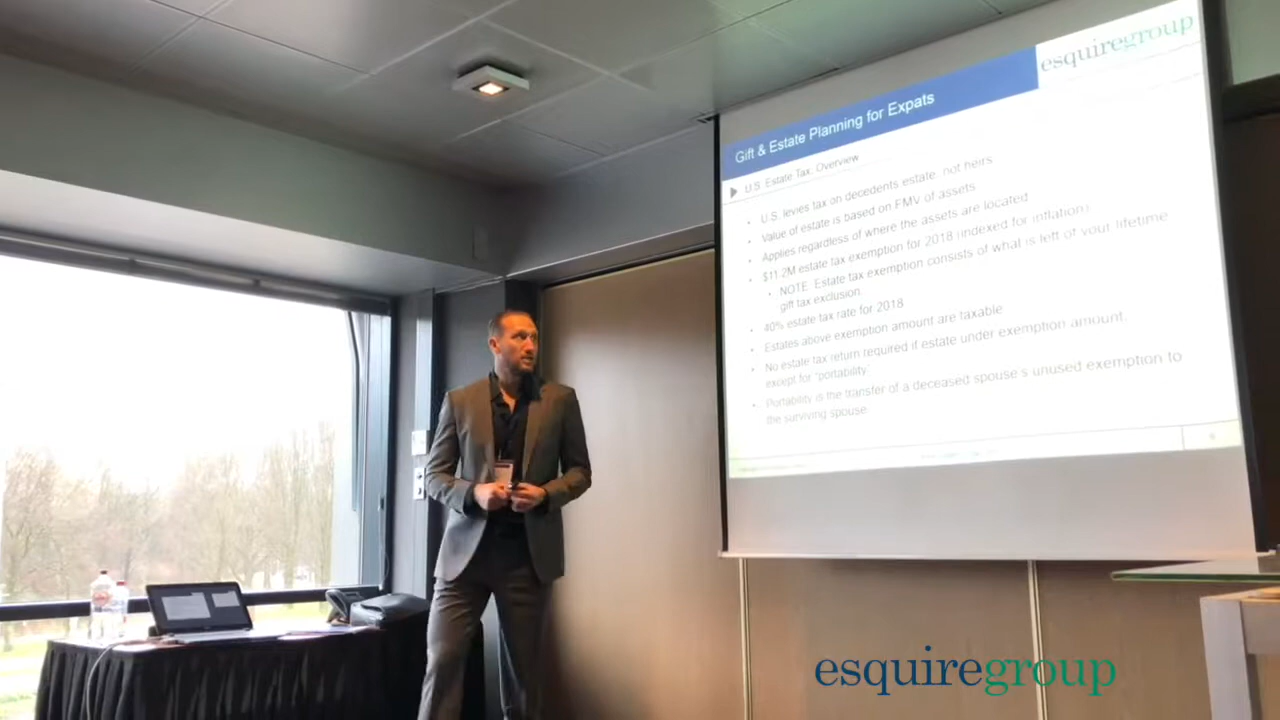 esquiregroup
Gift & Estate Planning for Expats
U.S. Estate Tax, Overview
• U.S. levies tax on decedents estate, not heirs
• Value of estate is based on FMV of assets
• Applies regardless of where the assets are located
• $11.2M estate tax exemption for 2018 (indexed for inflation)
• NOTE: Estate tax exemption consists of what is left of your lifetime
gift tax exclusion.
• 40% estate tax rate for 2018
• Estates above exemption amount are taxable
• No estate tax return required if estate under exemption amount,
except for “portability.”
• Portability is the transfer of a deceased spouse’s unused exemption to
the surviving spouse
esquiregroup